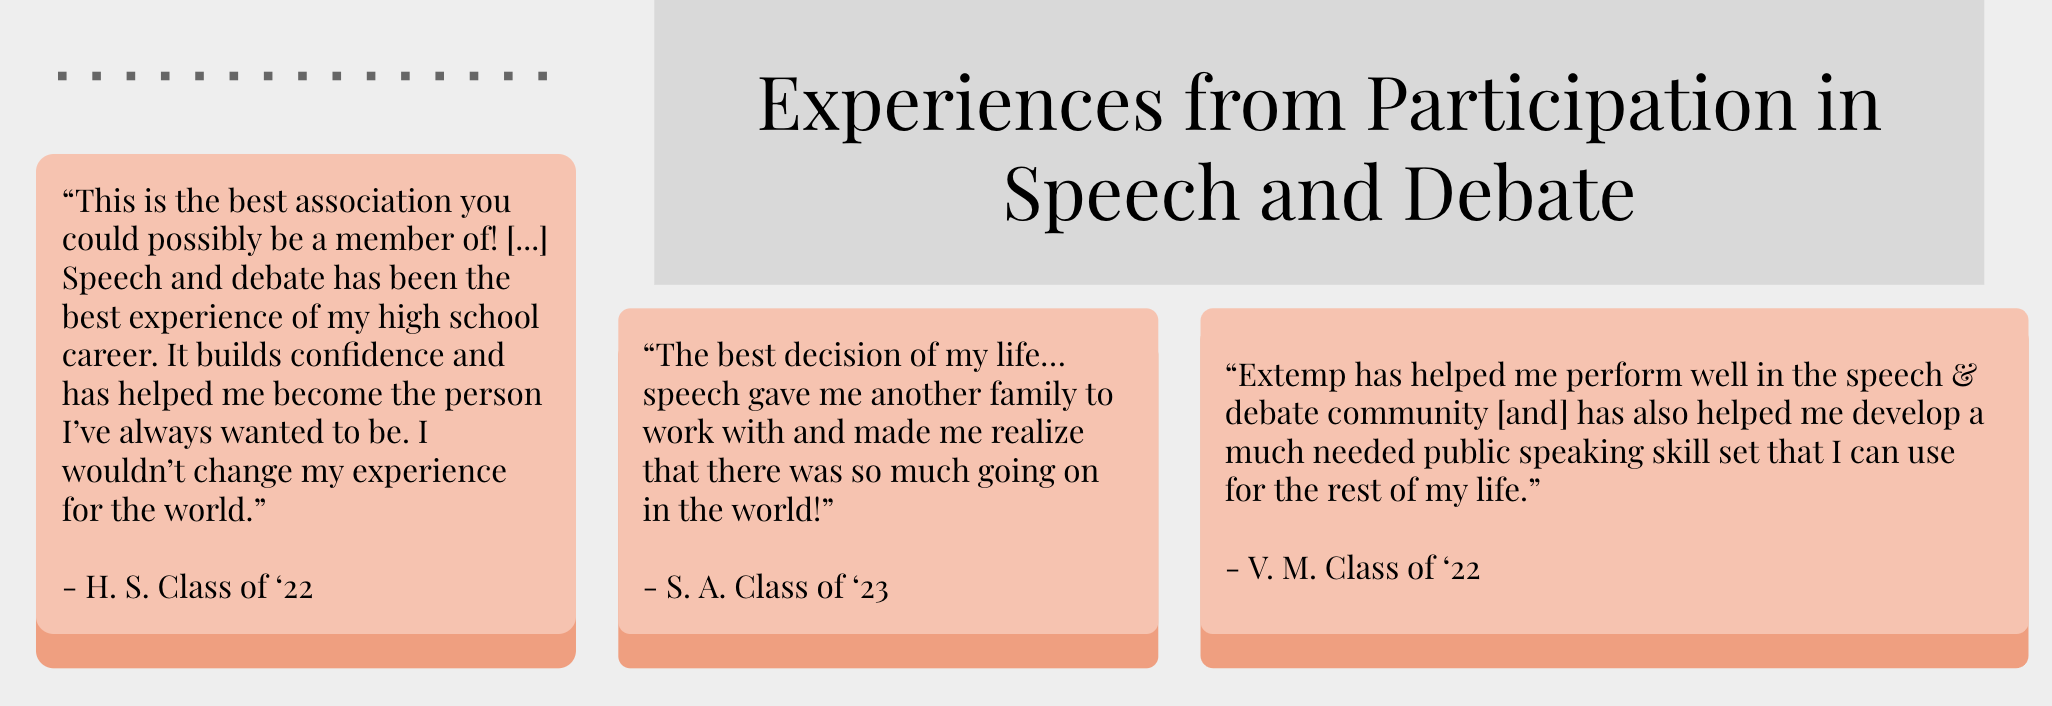 Experiences from Participation in
Speech and Debate
“This is the best association you
could possibly be a member of! [...]
Speech and debate has been the
best experience of my high school
career. It builds confidence and
has helped me become the person
I’ve always wanted to be. I
wouldn’t change my experience
for the world.”
– H. S. Class of ‘22
“The best decision of my life...
speech gave me another family to
work with and made me realize
that there was so much going on
in the world!”
– S. A. Class of ‘23
“Extemp has helped me perform well in the speech &
debate community [and] has also helped me develop a
much needed public speaking skill set that I can use
for the rest of my life.”
– V. M. Class of ‘22